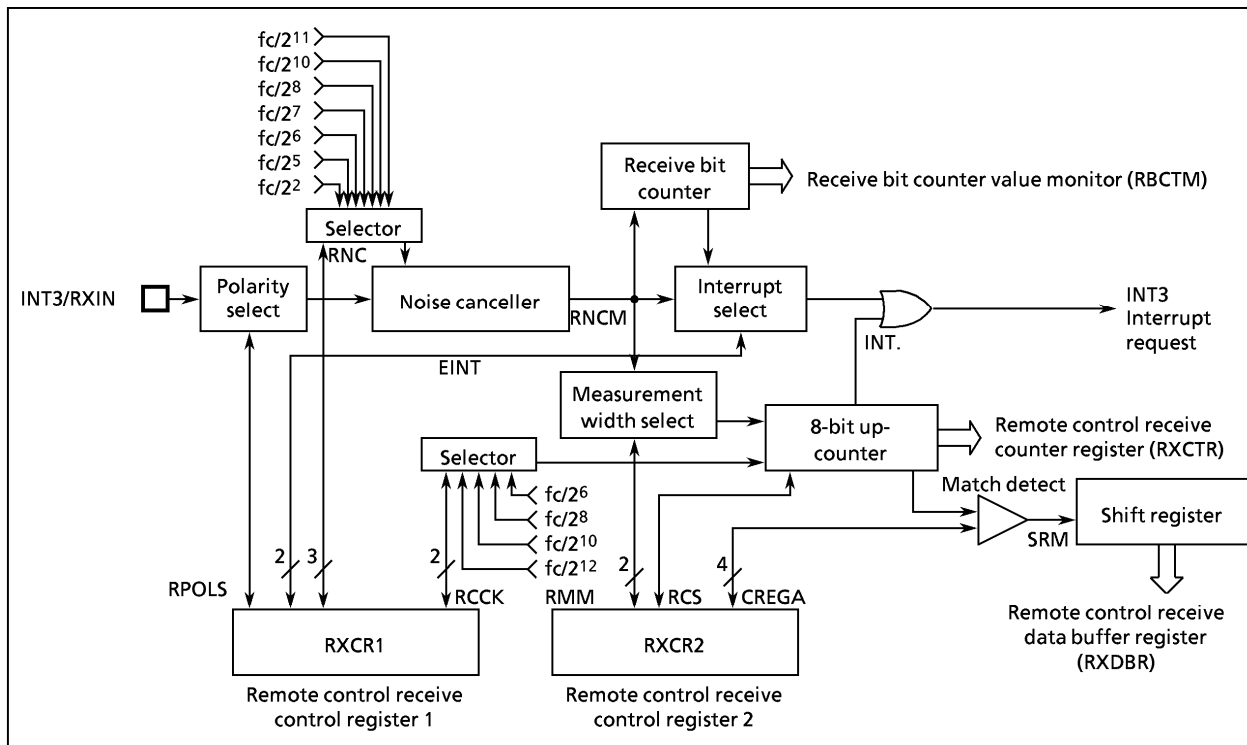 fc/2¹¹
fc/2¹⁰
fc/2⁸
fc/2⁷
fc/2⁶
fc/2⁵
fc/2²
Selector
RNC
Receive bit
counter
Receive bit counter value monitor (RBCTM)
INT3/RXIN
Polarity
select
Noise canceller
RNCM
Interrupt
select
INT.
INT3
Interrupt
request
EINT
Measurement
width select
8-bit up-
counter
Remote control receive
counter register (RXCTR)
Selector
fc/2⁶
fc/2⁸
fc/2¹⁰
fc/2¹²
Match detect
SRM
Shift register
2
3
2
2
4
RPOLS
RCCK
RMM
RCS
CREGA
Remote control receive
data buffer register
(RXDBR)
RXCR1
RXCR2
Remote control receive
control register 1
Remote control receive
control register 2